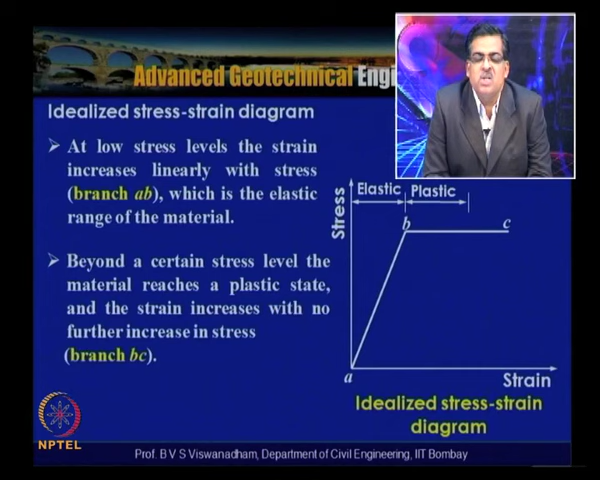 Advanced Geotechnical Engi
Idealized stress-strain diagram
➢ At low stress levels the strain
increases linearly with stress
(branch ab), which is the elastic
range of the material.
➢ Beyond a certain stress level the
material reaches a plastic state,
and the strain increases with no
further increase in stress
(branch bc).
Elastic Plastic
Stress
b
c
a
Strain
Idealized stress-strain
diagram
NPTEL
Prof. B V S Viswanadham, Department of Civil Engineering, IIT Bombay